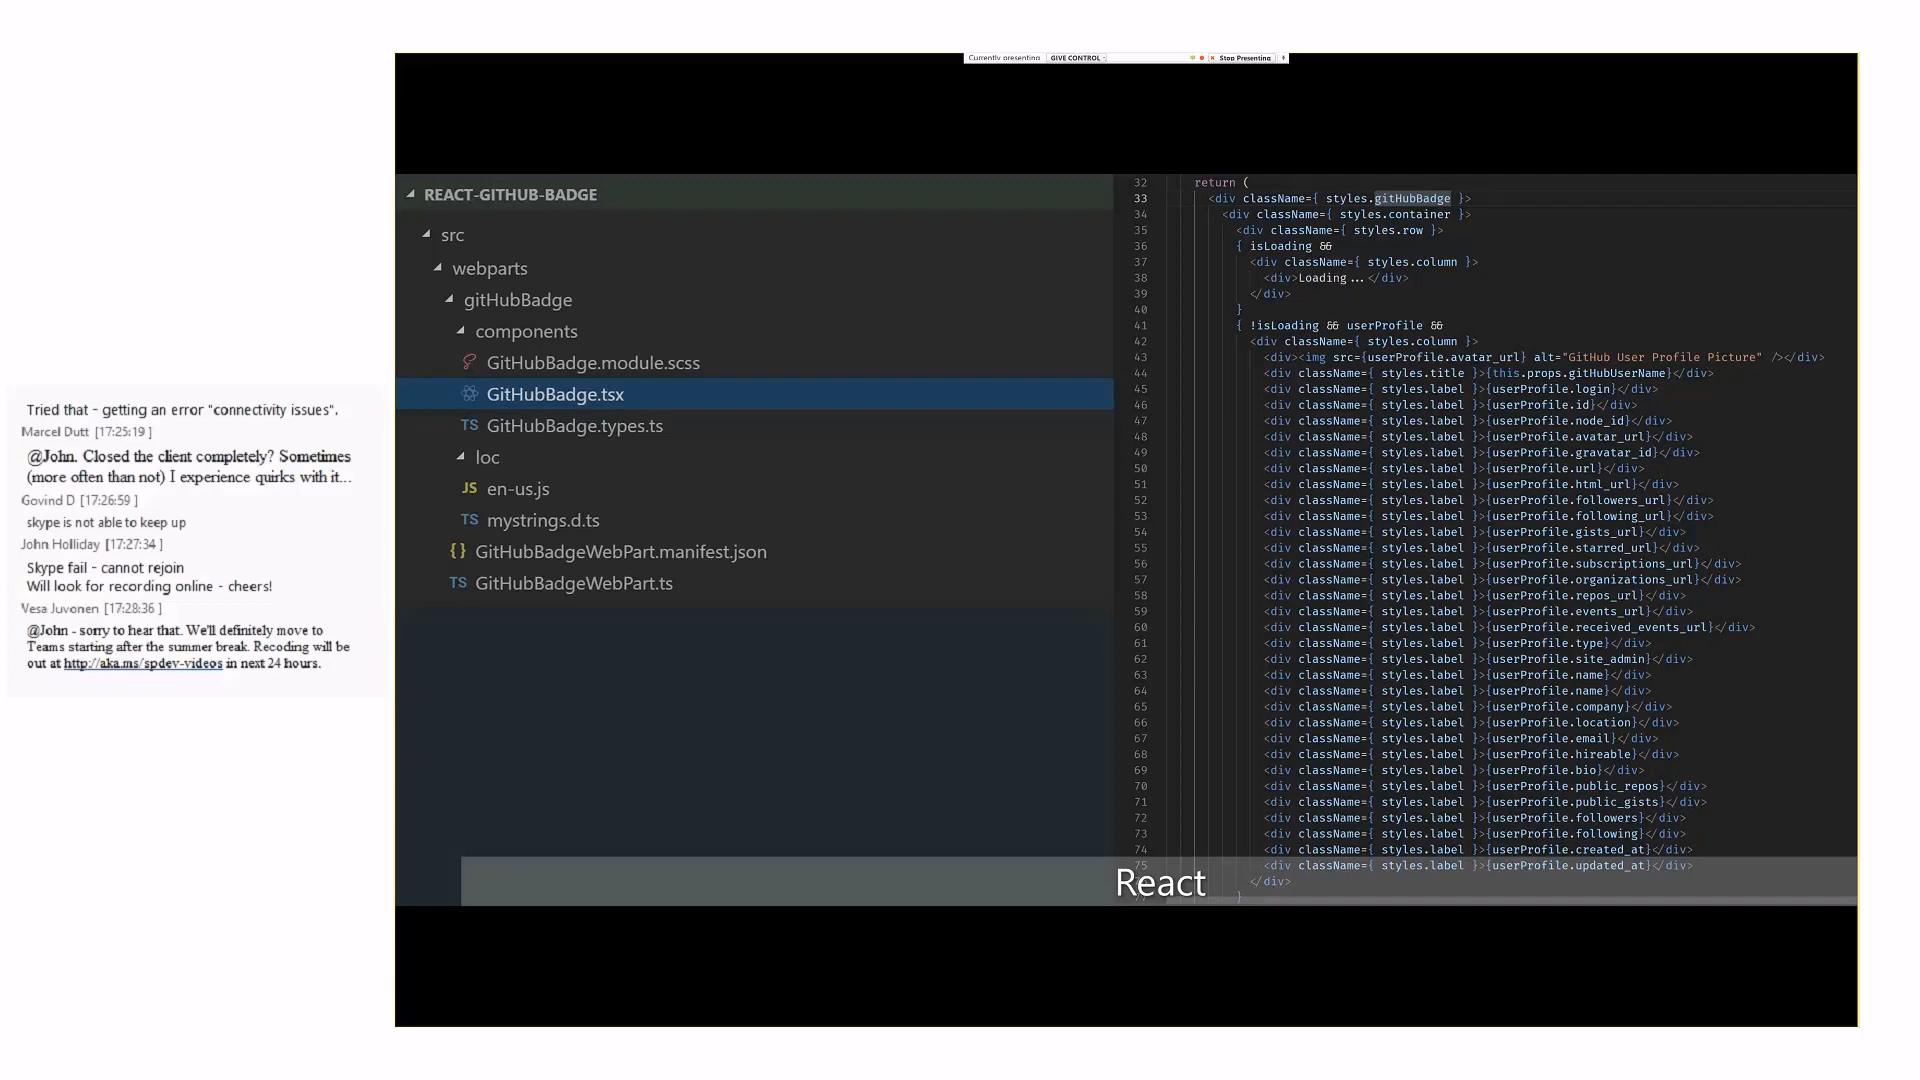 Currently presenting GIVE CONTROL Stop Presenting
Tried that - getting an error "connectivity issues".
Marcel Dutt [17:25:19 ]
@John. Closed the client completely? Sometimes
(more often than not) I experience quirks with it...
Govind D [17:26:59 ]
skype is not able to keep up
John Holliday [17:27:34 ]
Skype fail - cannot rejoin
Will look for recording online - cheers!
Vesa Juvonen [17:28:36 ]
@John - sorry to hear that. We'll definitely move to
Teams starting after the summer break. Recoding will be
out at http://aka.ms/spdev-videos in next 24 hours.
REACT-GITHUB-BADGE
src
webparts
gitHubBadge
components
GitHubBadge.module.scss
GitHubBadge.tsx
TS GitHubBadge.types.ts
loc
JS en-us.js
TS mystrings.d.ts
{} GitHubBadgeWebPart.manifest.json
TS GitHubBadgeWebPart.ts
32 return (
33 <div className={ styles.gitHubBadge }>
34 <div className={ styles.container }>
35 <div className={ styles.row }>
36 { isLoading &&
37 <div className={ styles.column }>
38 <div>Loading...</div>
39 </div>
40 }
41 { !isLoading && userProfile &&
42 <div className={ styles.column }>
43 <div><img src={userProfile.avatar_url} alt="GitHub User Profile Picture" /></div>
44 <div className={ styles.title }>{this.props.gitHubUserName}</div>
45 <div className={ styles.label }>{userProfile.login}</div>
46 <div className={ styles.label }>{userProfile.id}</div>
47 <div className={ styles.label }>{userProfile.node_id}</div>
48 <div className={ styles.label }>{userProfile.avatar_url}</div>
49 <div className={ styles.label }>{userProfile.gravatar_id}</div>
50 <div className={ styles.label }>{userProfile.url}</div>
51 <div className={ styles.label }>{userProfile.html_url}</div>
52 <div className={ styles.label }>{userProfile.followers_url}</div>
53 <div className={ styles.label }>{userProfile.following_url}</div>
54 <div className={ styles.label }>{userProfile.gists_url}</div>
55 <div className={ styles.label }>{userProfile.starred_url}</div>
56 <div className={ styles.label }>{userProfile.subscriptions_url}</div>
57 <div className={ styles.label }>{userProfile.organizations_url}</div>
58 <div className={ styles.label }>{userProfile.repos_url}</div>
59 <div className={ styles.label }>{userProfile.events_url}</div>
60 <div className={ styles.label }>{userProfile.received_events_url}</div>
61 <div className={ styles.label }>{userProfile.type}</div>
62 <div className={ styles.label }>{userProfile.site_admin}</div>
63 <div className={ styles.label }>{userProfile.name}</div>
64 <div className={ styles.label }>{userProfile.name}</div>
65 <div className={ styles.label }>{userProfile.company}</div>
66 <div className={ styles.label }>{userProfile.location}</div>
67 <div className={ styles.label }>{userProfile.email}</div>
68 <div className={ styles.label }>{userProfile.hireable}</div>
69 <div className={ styles.label }>{userProfile.bio}</div>
70 <div className={ styles.label }>{userProfile.public_repos}</div>
71 <div className={ styles.label }>{userProfile.public_gists}</div>
72 <div className={ styles.label }>{userProfile.followers}</div>
73 <div className={ styles.label }>{userProfile.following}</div>
74 <div className={ styles.label }>{userProfile.created_at}</div>
75 <div className={ styles.label }>{userProfile.updated_at}</div>
</div>
}
React